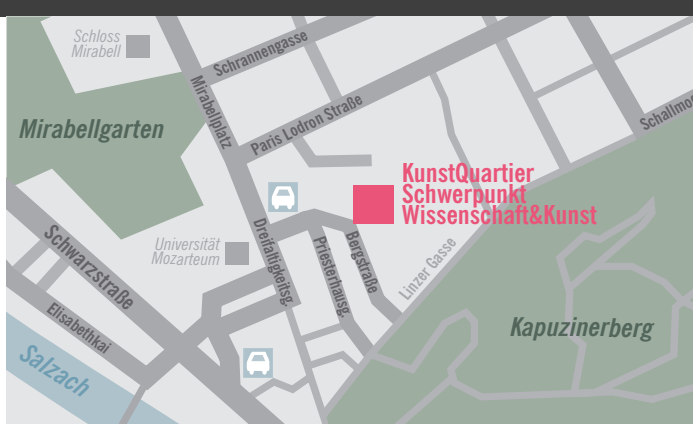 Schloss
Mirabell
Schrannengasse
Mirabellplatz
Paris Lodron Straße
Mirabellgarten
KunstQuartier
Schwerpunkt
Wissenschaft&Kunst
Schwarzstraße
Universität
Mozarteum
Dreifaltigkeitsg.
Priesterhausg.
Bergstraße
Linzer Gasse
Elisabethkai
Salzach
Kapuzinerberg